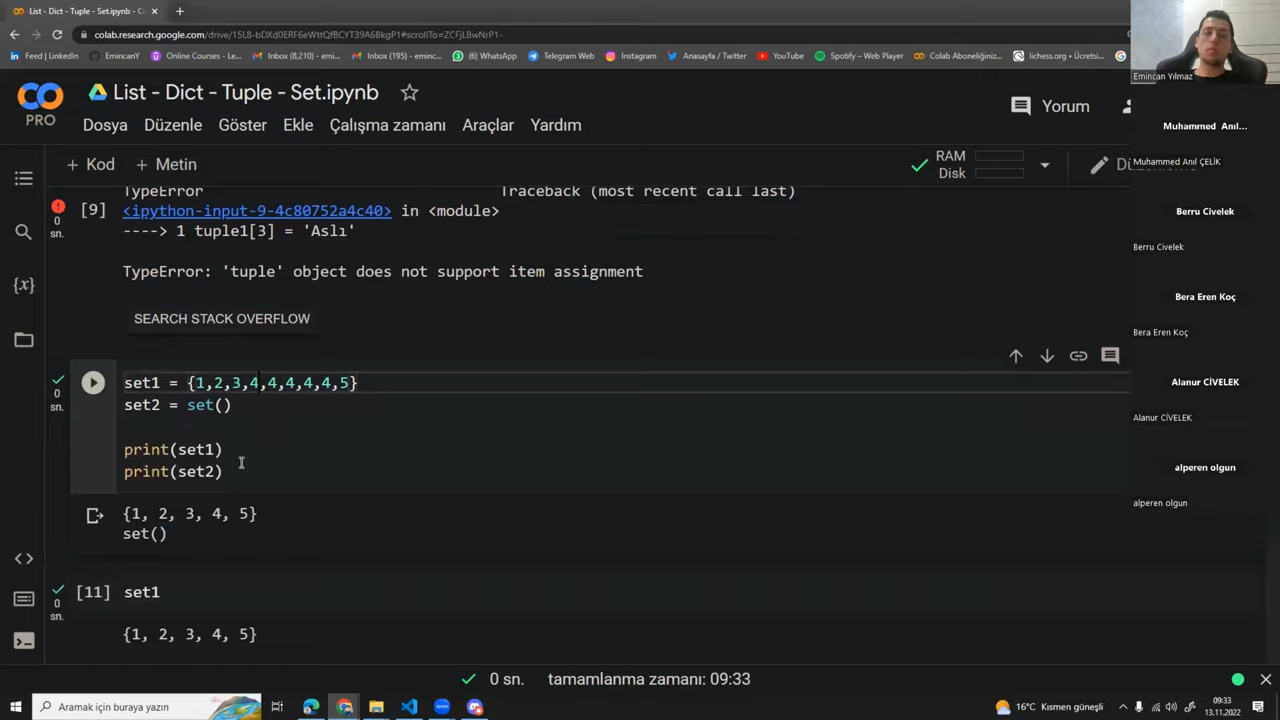 List - Dict - Tuple - Set.ipynb
colab.research.google.com/drive/15L8-bDXd0ERF6eWttQfBCYT39A6BkgP1#scrollTo=ZCFjLBwNrP1-
Feed | LinkedIn
EmincanY
Online Courses - Le...
Inbox (8,210) - emi...
Inbox (195) - eminc...
(6) WhatsApp
Telegram Web
Instagram
Anasayfa / Twitter
YouTube
Spotify – Web Player
Colab Aboneliğiniz...
lichess.org • Ücretsi...
Emincan Yılmaz
List - Dict - Tuple - Set.ipynb
PRO
Yorum
Dosya Düzenle Göster Ekle Çalışma zamanı Araçlar Yardım
Muhammed Anıl...
Muhammed Anıl ÇELİK
+ Kod + Metin
RAM
Disk
TypeError Traceback (most recent call last)
[9] <ipython-input-9-4c80752a4c40> in <module>
0
sn.
----> 1 tuple1[3] = 'Aslı'
TypeError: 'tuple' object does not support item assignment
SEARCH STACK OVERFLOW
Berru Civelek
Berru Civelek
Bera Eren Koç
Bera Eren Koç
{x}
set1 = {1,2,3,4,4,4,4,4,5}
0
sn.
set2 = set()
print(set1)
print(set2)
Alanur CİVELEK
Alanur CİVELEK
alperen olgun
alperen olgun
{1, 2, 3, 4, 5}
set()
[11] set1
0
sn.
{1, 2, 3, 4, 5}
0 sn. tamamlanma zamanı: 09:33
Aramak için buraya yazın
16°C Kısmen güneşli
09:33
13.11.2022